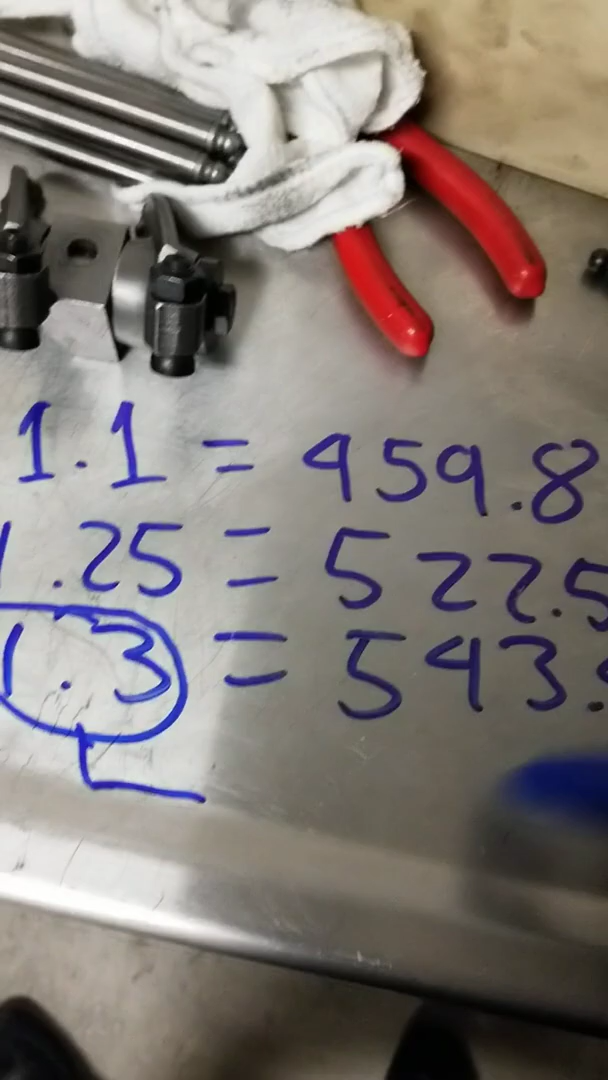 1.1 = 459.8
1.25 = 522.5
1.3 = 543.